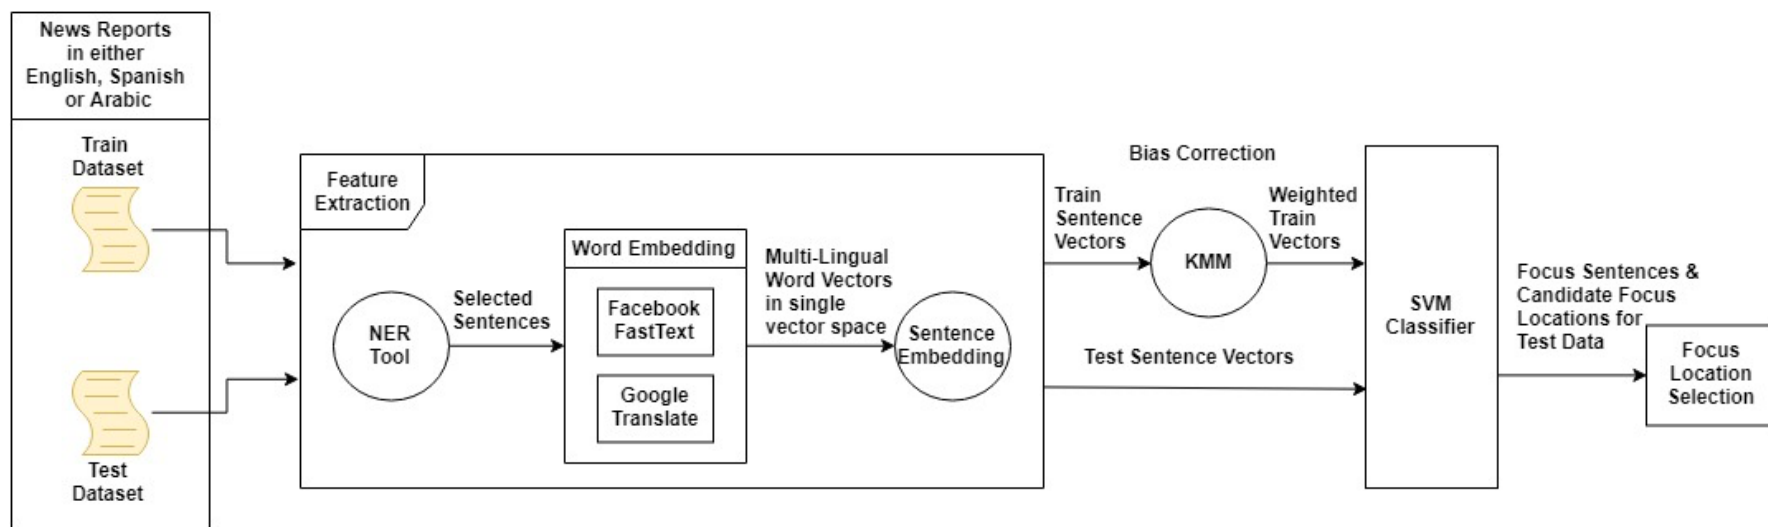 News Reports
in either
English, Spanish
or Arabic
Train
Dataset
Test
Dataset
Feature
Extraction
NER
Tool
Selected
Sentences
Word Embedding
Facebook
FastText
Google
Translate
Multi-Lingual
Word Vectors
in single
vector space
Sentence
Embedding
Bias Correction
Train
Sentence
Vectors
KMM
Weighted
Train
Vectors
Test Sentence Vectors
SVM
Classifier
Focus Sentences &
Candidate Focus
Locations for
Test Data
Focus
Location
Selection